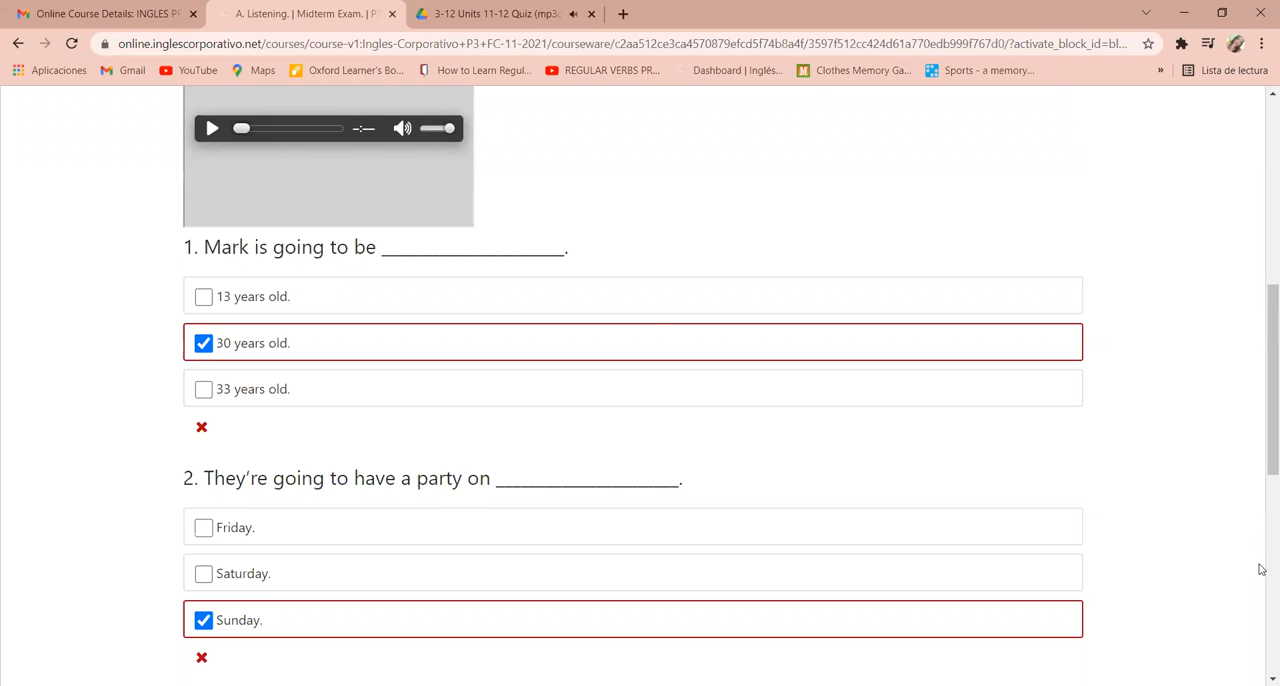 Online Course Details: INGLES P
A. Listening. | Midterm Exam. | P
3-12 Units 11-12 Quiz (mp3
online.inglescorporativo.net/courses/course-v1:Ingles-Corporativo+P3+FC-11-2021/courseware/c2aa512ce3ca4570879efcd5f74b8a4f/3597f512cc424d61a770edb999f767d0/?activate_block_id=bl...
Aplicaciones Gmail YouTube Maps Oxford Learner's Bo... How to Learn Regul... REGULAR VERBS PR... Dashboard | Inglés... Clothes Memory Ga... Sports - a memory... » Lista de lectura
-:--
1. Mark is going to be ____________________.
13 years old.
30 years old.
33 years old.
2. They’re going to have a party on ____________________.
Friday.
Saturday.
Sunday.